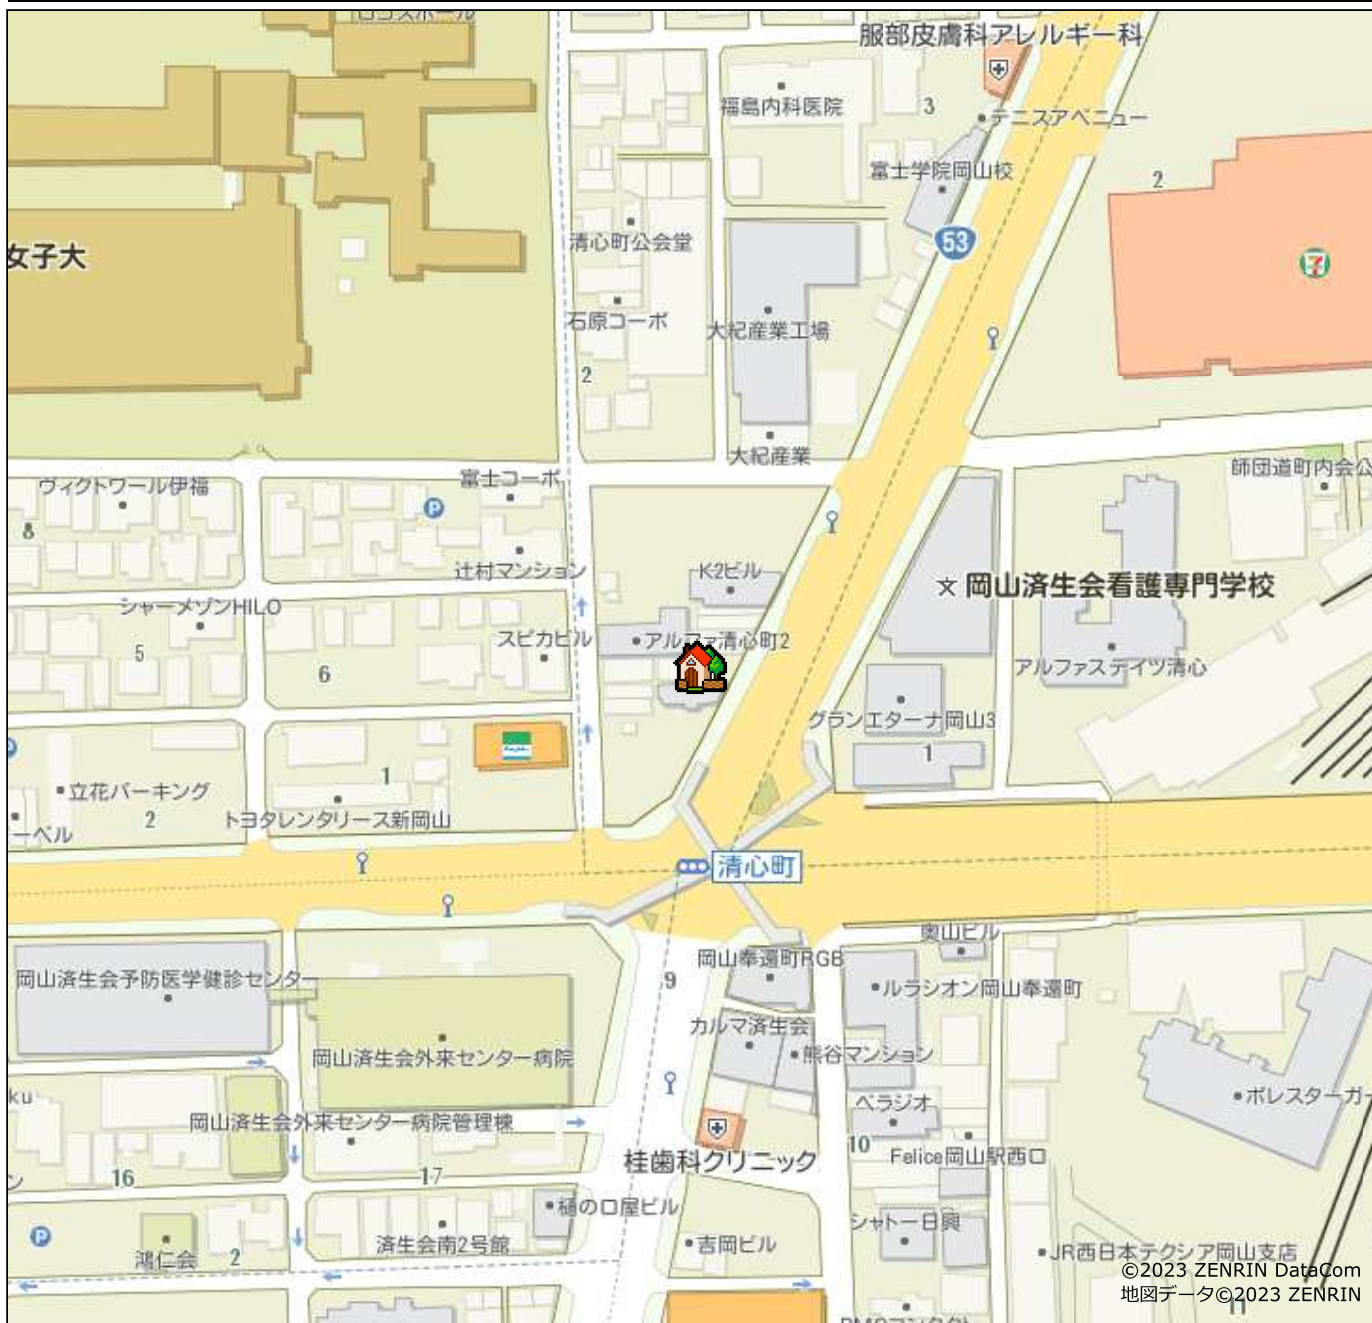 服部皮膚科アレルギー科
福島内科医院
3
テニスアベニュー
富士学院岡山校
2
53
女子大
清心町公会堂
7
石原コーポ
大紀産業工場
2
大紀産業
師団道町内会公
富士コーポ
ヴィクトワール伊福
P
8
辻村マンション
K2ビル
岡山済生会看護専門学校
シャーメゾンHILO
スピカビル
アルファ清心町2
5
6
アルファステイツ清心
グランエターナ岡山3
1
1
立花パーキング
2
トヨタレンタリース新岡山
ーベル
清心町
奥山ビル
岡山奉還町RGB
岡山済生会予防医学健診センター
9
ルラシオン岡山奉還町
カルマ済生会
熊谷マンション
岡山済生会外来センター病院
ku
ベラジオ
ポレスターガー
岡山済生会外来センター病院管理棟
10
Felice岡山駅西口
桂歯科クリニック
16
17
ン
樋の口屋ビル
シャトー日興
P
済生会南2号館
吉岡ビル
鴻仁会
2
JR西日本テクシア岡山支店
©2023 ZENRIN DataCom
地図データ©2023 ZENRIN
11